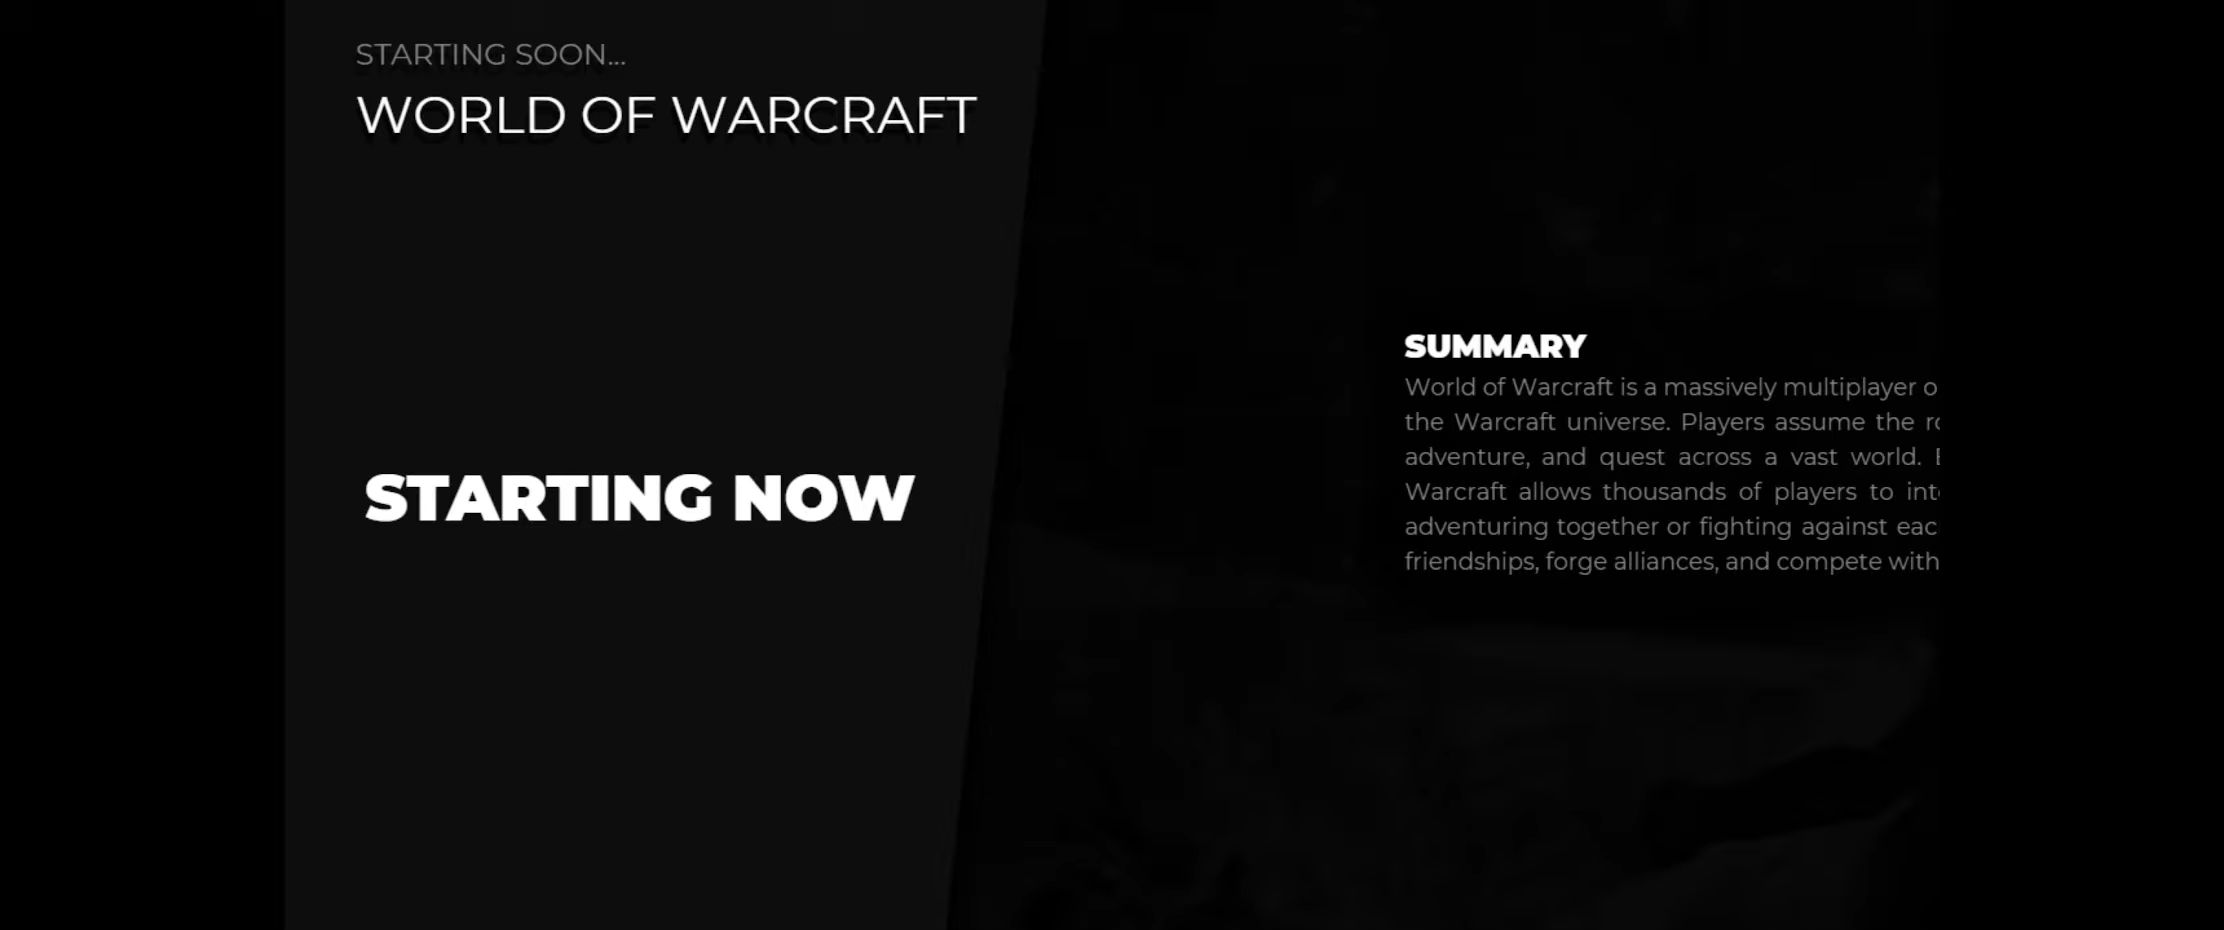 STARTING SOON...
WORLD OF WARCRAFT
STARTING NOW
SUMMARY
World of Warcraft is a massively multiplayer o
the Warcraft universe. Players assume the
adventure, and quest across a vast world.
Warcraft allows thousands of players to
adventuring together or fighting against
friendships, forge alliances, and compete with